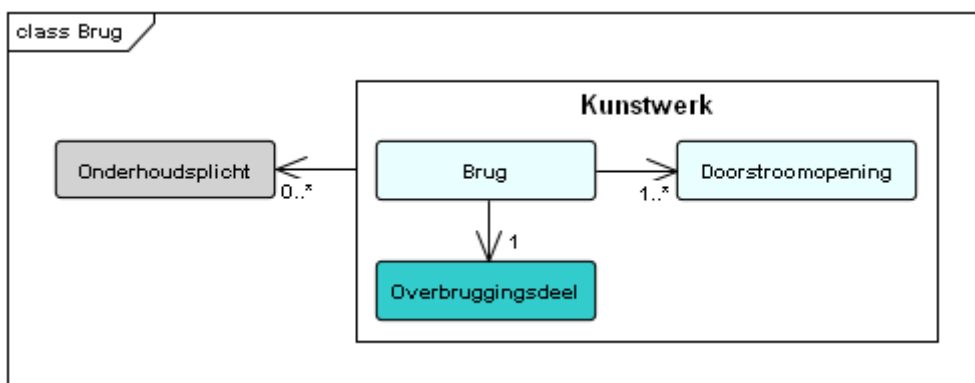 class Brug
Kunstwerk
Onderhoudsplicht
0..*
Brug
1..*
Doorstroomopening
1
Overbruggingsdeel